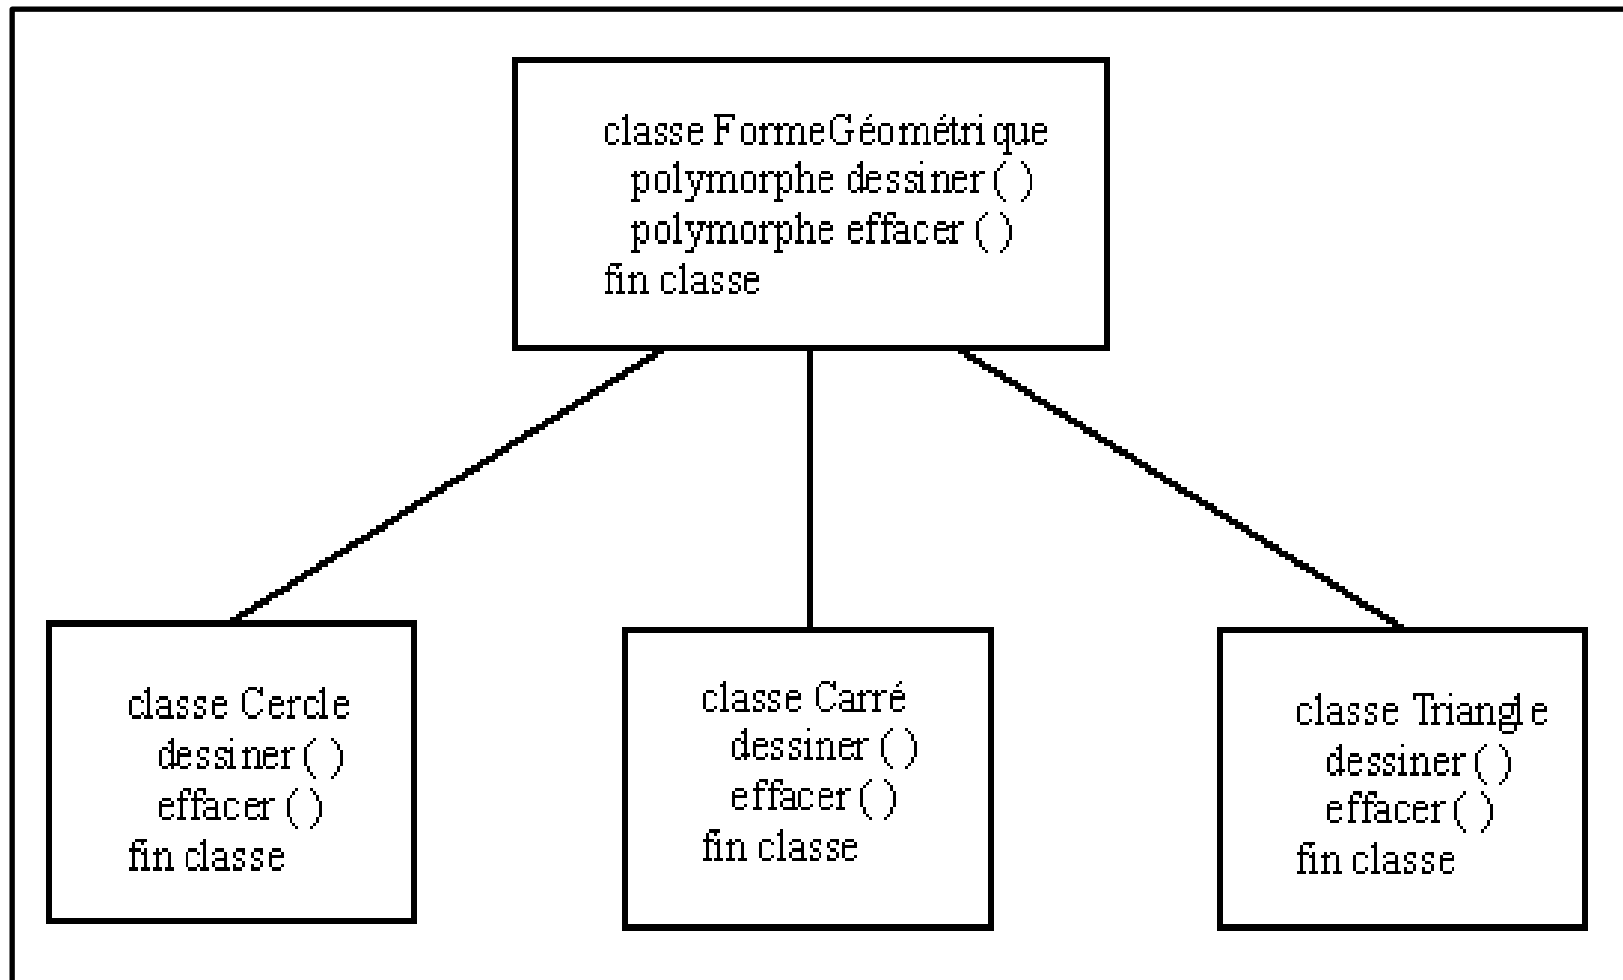 classe FormeGéométrique
polymorphe dessiner ( )
polymorphe effacer ( )
fin classe
classe Cercle
dessiner ( )
effacer ( )
fin classe
classe Carré
dessiner ( )
effacer ( )
fin classe
classe Triangle
dessiner ( )
effacer ( )
fin classe